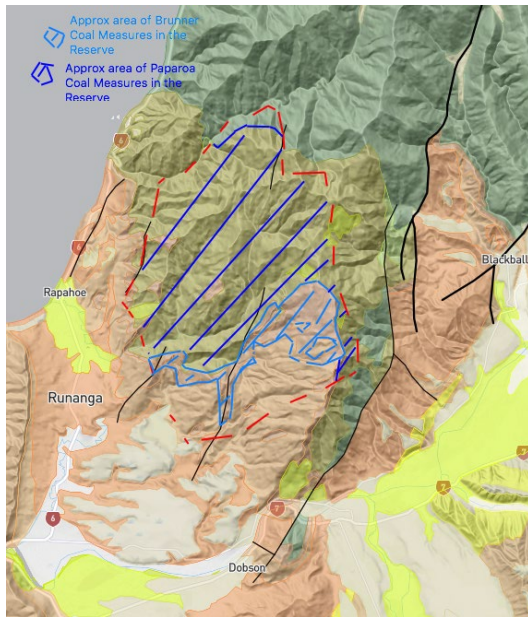 Approx area of Brunner
Coal Measures in the
Reserve
Approx area of Paparoa
Coal Measures in the
Reserve
6
6
Rapahoe
Blackball
Runanga
6
7
7
Dobson